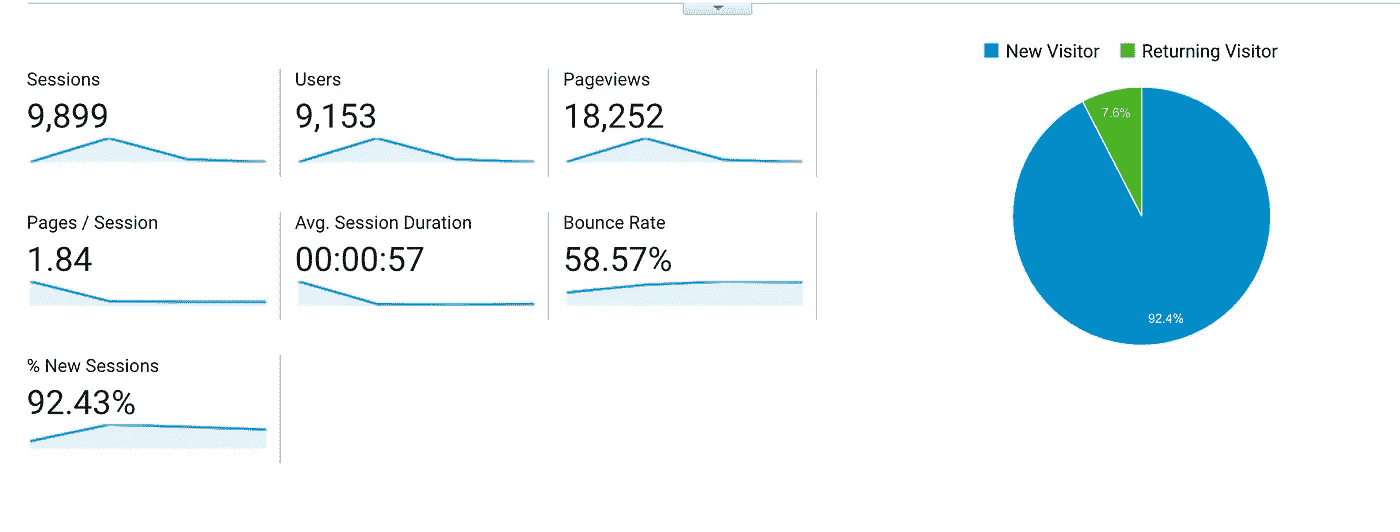 New Visitor
Returning Visitor
Sessions
9,899
Users
9,153
Pageviews
18,252
Pages / Session
1.84
Avg. Session Duration
00:00:57
Bounce Rate
58.57%
% New Sessions
92.43%
7.6%
92.4%